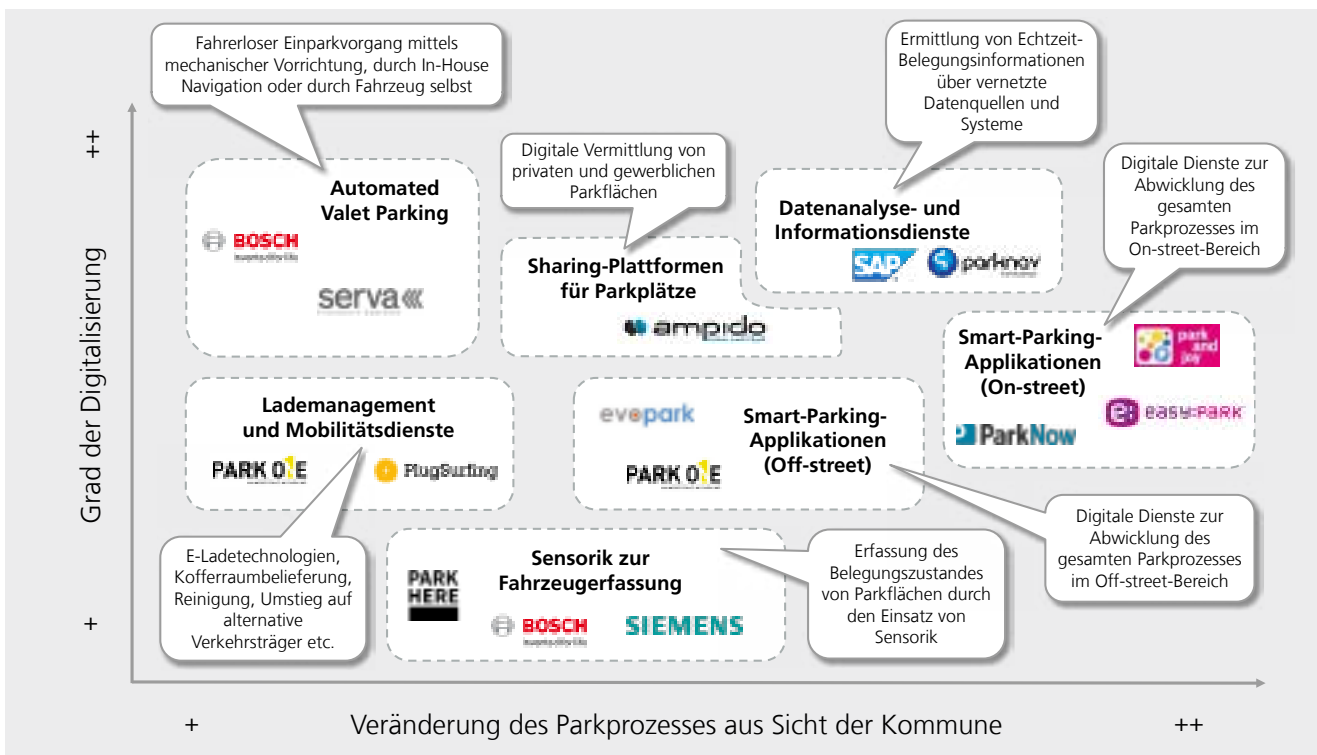 Fahrerloser Einparkvorgang mittels
mechanischer Vorrichtung, durch In-House
Navigation oder durch Fahrzeug selbst
Ermittlung von Echtzeit-
Belegungsinformationen
über vernetzte
Datenquellen und
Systeme
Digitale Vermittlung von
privaten und gewerblichen
Parkflächen
Digitale Dienste zur
Abwicklung des
gesamten
Parkprozesses im
On-street-Bereich
Grad der Digitalisierung
++
+
Automated
Valet Parking
BOSCH
serva
Sharing-Plattformen
für Parkplätze
ampido
Datenanalyse- und
Informationsdienste
SAP
parknav
Smart-Parking-
Applikationen
(On-street)
park
and
joy
easy:park
ParkNow
Lademanagement
und Mobilitätsdienste
PARK ONE
PlugSurfing
evopark
Smart-Parking-
Applikationen
(Off-street)
PARK ONE
E-Ladetechnologien,
Kofferraumbelieferung,
Reinigung, Umstieg auf
alternative
Verkehrsträger etc.
PARK
HERE
Sensorik zur
Fahrzeugerfassung
BOSCH
SIEMENS
Erfassung des
Belegungszustandes
von Parkflächen durch
den Einsatz von
Sensorik
Digitale Dienste zur
Abwicklung des
gesamten Parkprozesses
im Off-street-Bereich
+
Veränderung des Parkprozesses aus Sicht der Kommune
++